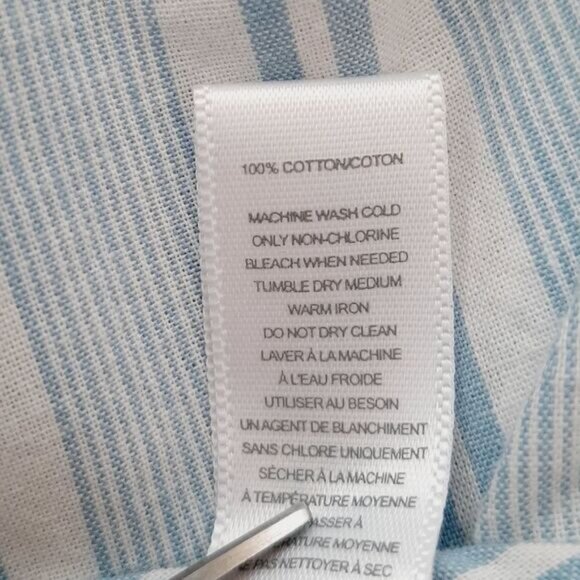 100% COTTON/COTON
MACHINE WASH COLD
ONLY NON-CHLORINE
BLEACH WHEN NEEDED
TUMBLE DRY MEDIUM
WARM IRON
DO NOT DRY CLEAN
LAVER À LA MACHINE
À L'EAU FROIDE
UTILISER AU BESOIN
UN AGENT DE BLANCHIMENT
SANS CHLORE UNIQUEMENT
SÉCHER À LA MACHINE
À TEMPÉRATURE MOYENNE
À
MOYENNE
PAS NETTOYER À SEC